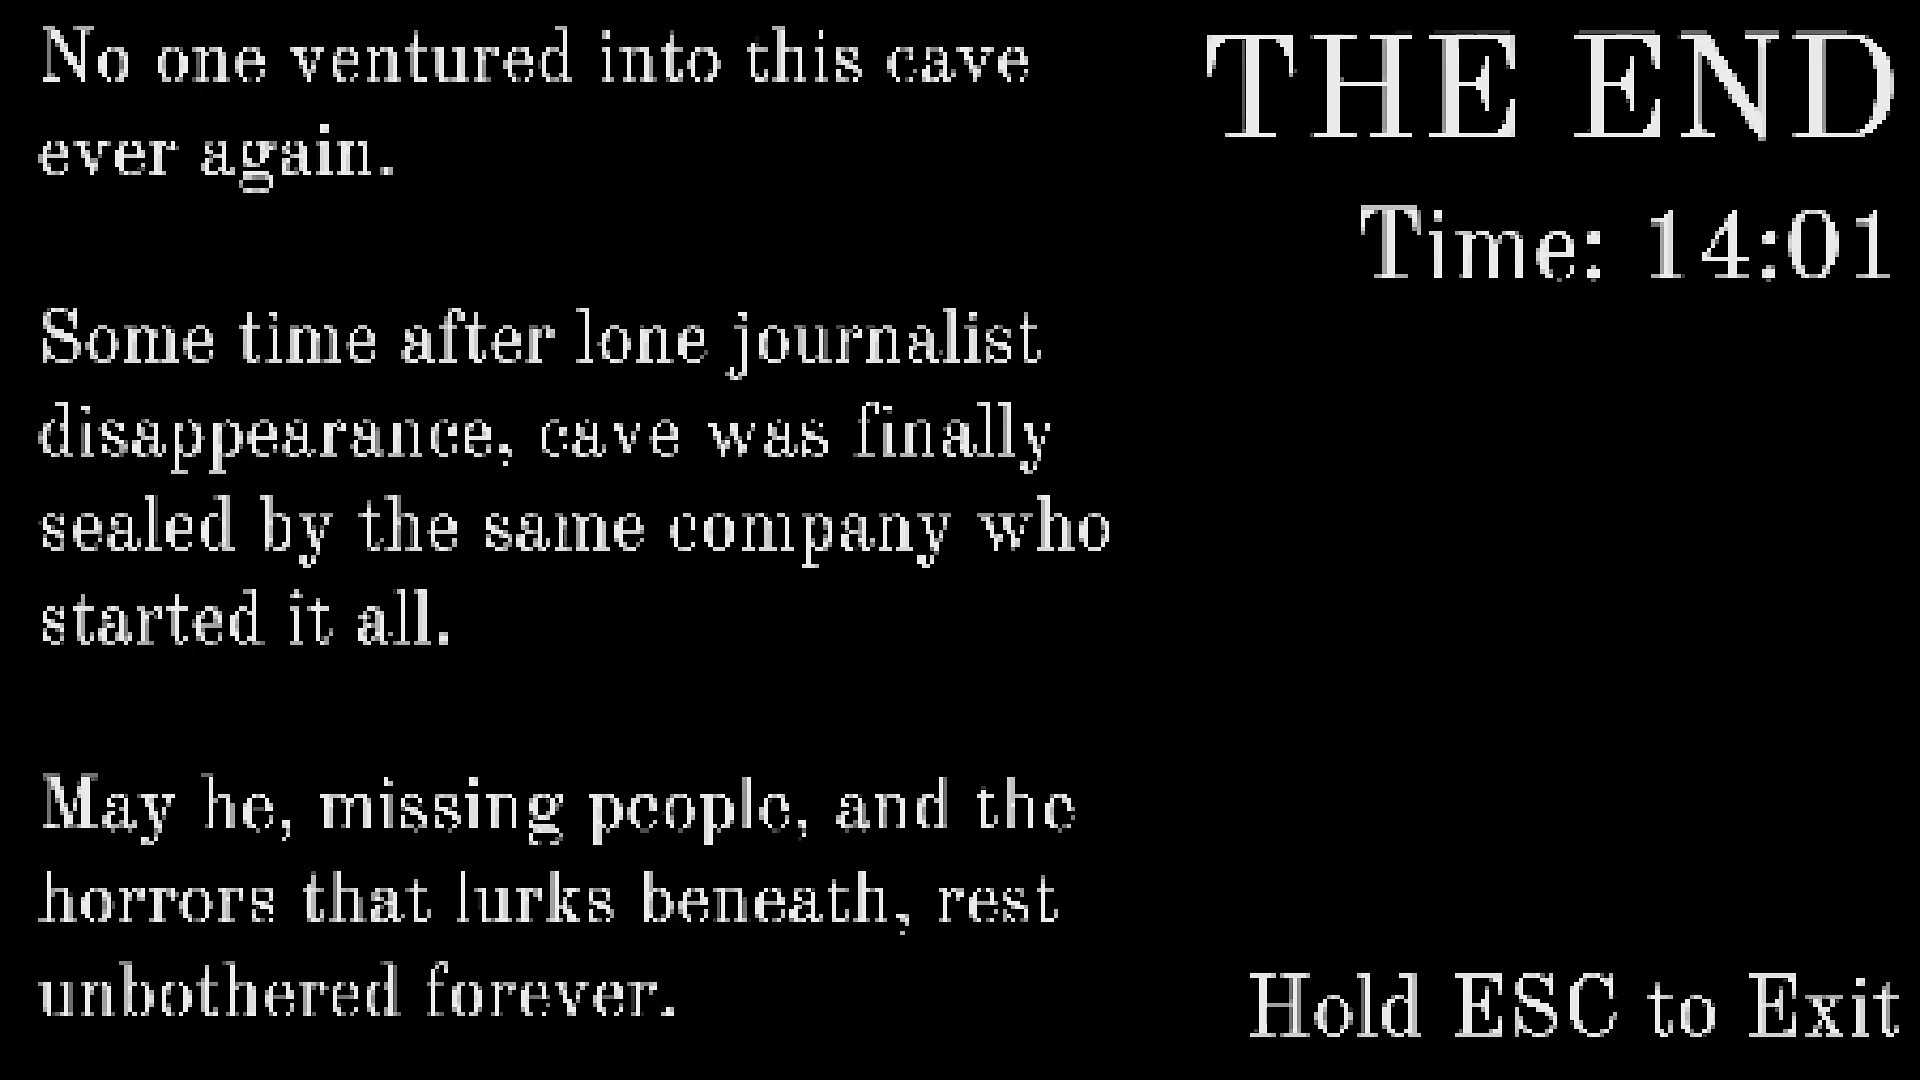 No one ventured into this cave
ever again.
Some time after lone journalist
disappearance, cave was finally
sealed by the same company who
started it all.
May he, missing people, and the
horrors that lurks beneath, rest
unbothered forever.
THE END
Time: 14:01
Hold ESC to Exit